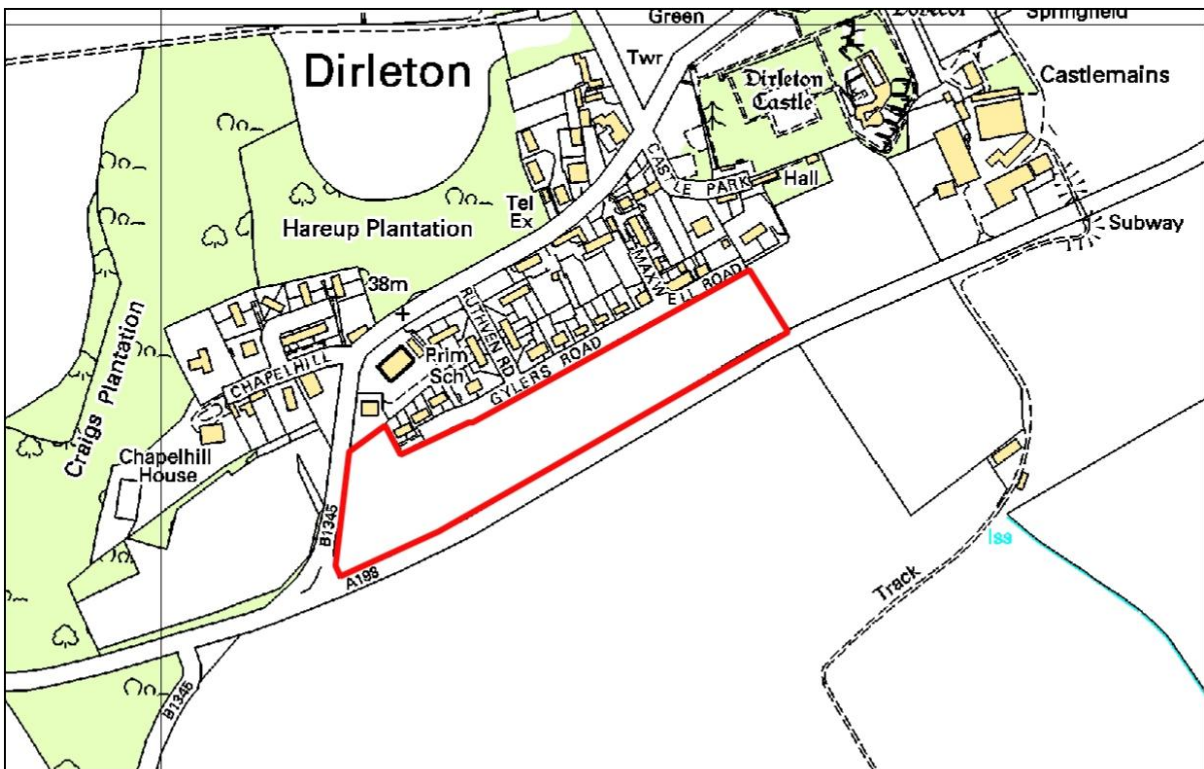 Green
Springfield
Twr
Dirleton
Dirleton
Castle
Castlemains
CASTLE PARK
Hall
Tel
Ex
Hareup Plantation
Subway
MAXWELL ROAD
38m
RUTHVEN RD
Prim
Sch
CHAPELHILL
GYLERS ROAD
Craigs Plantation
Chapelhill
House
B1345
A198
Iss
Track
B1345